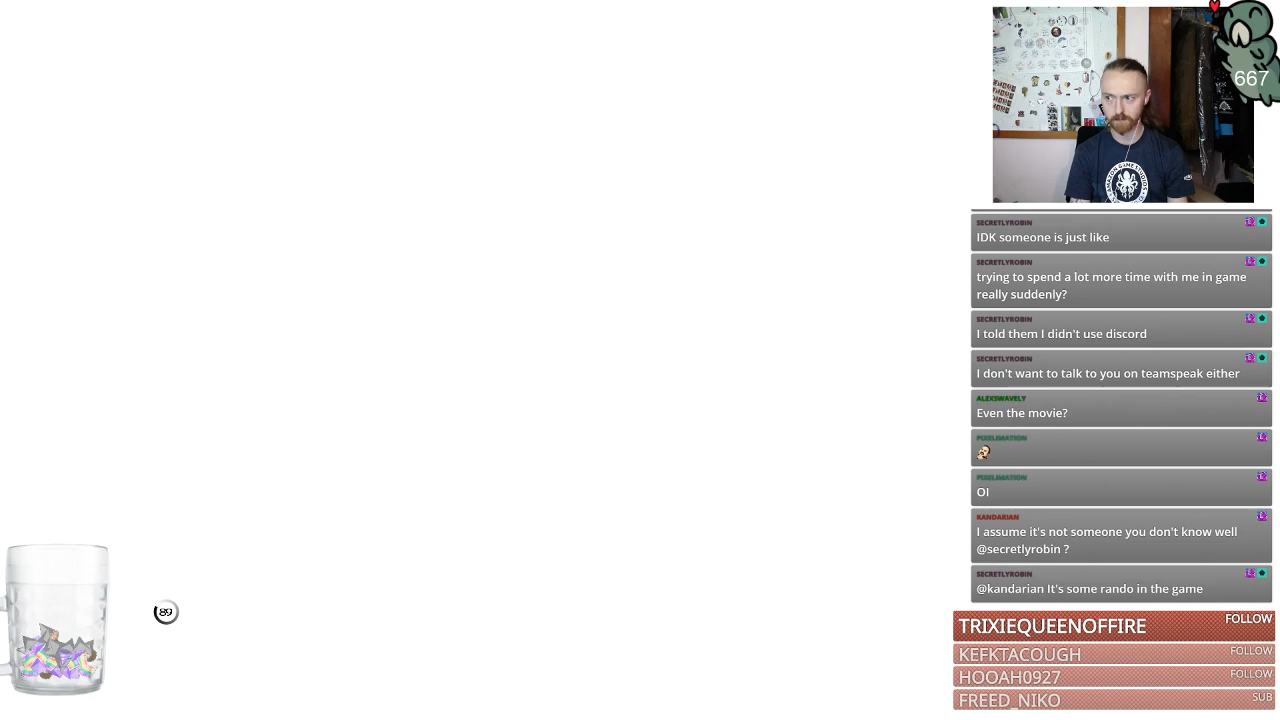 667
SECRETLYROBIN
IDK someone is just like
SECRETLYROBIN
trying to spend a lot more time with me in game
really suddenly?
SECRETLYROBIN
I told them I didn't use discord
SECRETLYROBIN
I don't want to talk to you on teamspeak either
ALEXSWAVELY
Even the movie?
PIXELIMATION
PIXELIMATION
OI
KANDARIAN
I assume it's not someone you don't know well
@secretlyrobin ?
SECRETLYROBIN
@kandarian It's some rando in the game
89
TRIXIEQUEENOFFIRE FOLLOW
KEFKTACOUGH FOLLOW
HOOAH0927 FOLLOW
FREED_NIKO SUB